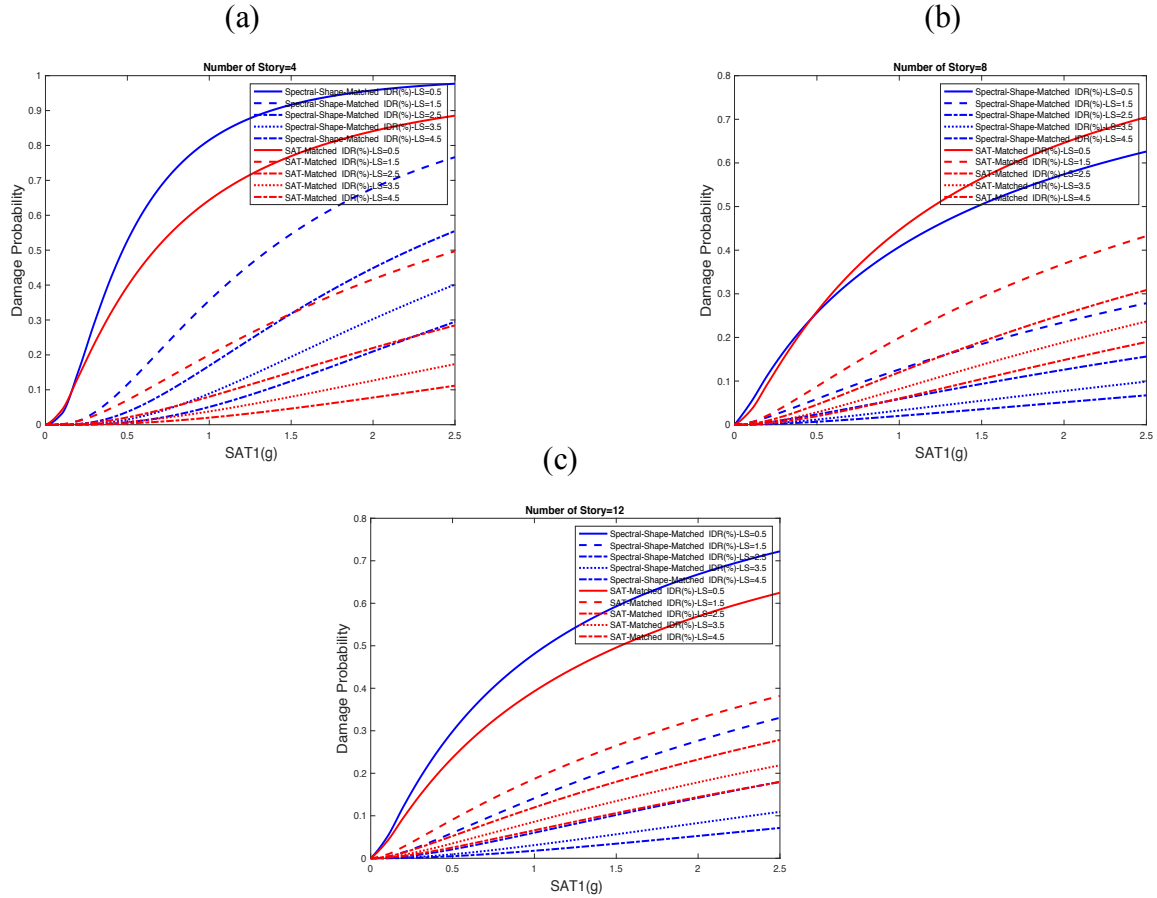 (a)
Number of Story=4
Spectral-Shape-Matched IDR(%)-LS=0.5
Spectral-Shape-Matched IDR(%)-LS=1.5
Spectral-Shape-Matched IDR(%)-LS=2.5
Spectral-Shape-Matched IDR(%)-LS=3.5
Spectral-Shape-Matched IDR(%)-LS=4.5
SAT-Matched IDR(%)-LS=0.5
SAT-Matched IDR(%)-LS=1.5
SAT-Matched IDR(%)-LS=2.5
SAT-Matched IDR(%)-LS=3.5
SAT-Matched IDR(%)-LS=4.5
Damage Probability
1
0.9
0.8
0.7
0.6
0.5
0.4
0.3
0.2
0.1
0
0 0.5 1 1.5 2 2.5
SAT1(g)
(b)
Number of Story=8
Spectral-Shape-Matched IDR(%)-LS=0.5
Spectral-Shape-Matched IDR(%)-LS=1.5
Spectral-Shape-Matched IDR(%)-LS=2.5
Spectral-Shape-Matched IDR(%)-LS=3.5
Spectral-Shape-Matched IDR(%)-LS=4.5
SAT-Matched IDR(%)-LS=0.5
SAT-Matched IDR(%)-LS=1.5
SAT-Matched IDR(%)-LS=2.5
SAT-Matched IDR(%)-LS=3.5
SAT-Matched IDR(%)-LS=4.5
Damage Probability
0.8
0.7
0.6
0.5
0.4
0.3
0.2
0.1
0
0 0.5 1 1.5 2 2.5
SAT1(g)
(c)
Number of Story=12
Spectral-Shape-Matched IDR(%)-LS=0.5
Spectral-Shape-Matched IDR(%)-LS=1.5
Spectral-Shape-Matched IDR(%)-LS=2.5
Spectral-Shape-Matched IDR(%)-LS=3.5
Spectral-Shape-Matched IDR(%)-LS=4.5
SAT-Matched IDR(%)-LS=0.5
SAT-Matched IDR(%)-LS=1.5
SAT-Matched IDR(%)-LS=2.5
SAT-Matched IDR(%)-LS=3.5
SAT-Matched IDR(%)-LS=4.5
Damage Probability
0.8
0.7
0.6
0.5
0.4
0.3
0.2
0.1
0
0 0.5 1 1.5 2 2.5
SAT1(g)